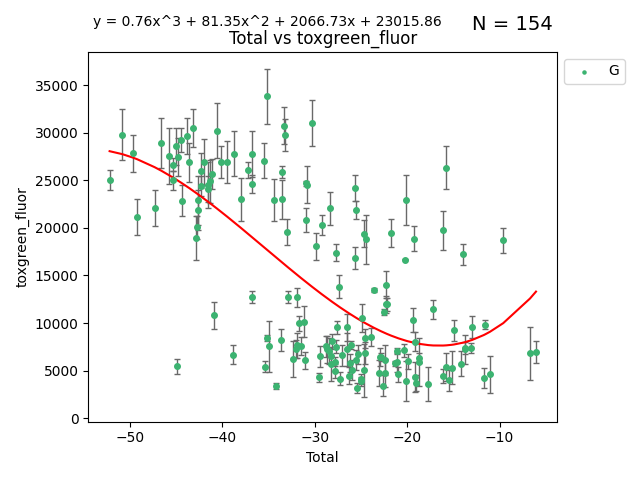 y = 0.76x^3 + 81.35x^2 + 2066.73x + 23015.86
N = 154
Total vs toxgreen_fluor
G
toxgreen_fluor
35000
30000
25000
20000
15000
10000
5000
0
−50 −40 −30 −20 −10
Total